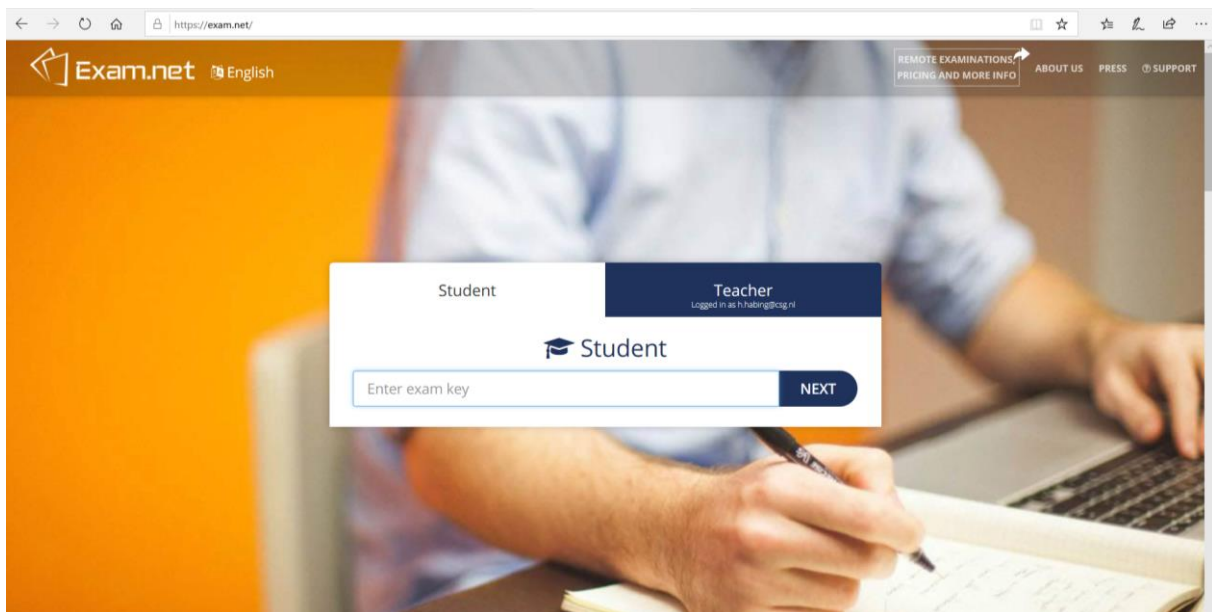 https://exam.net/
Exam.net
English
REMOTE EXAMINATIONS,
PRICING AND MORE INFO
ABOUT US
PRESS
SUPPORT
Student
Teacher
Logged in as h.habing@csg.nl
Student
Enter exam key
NEXT